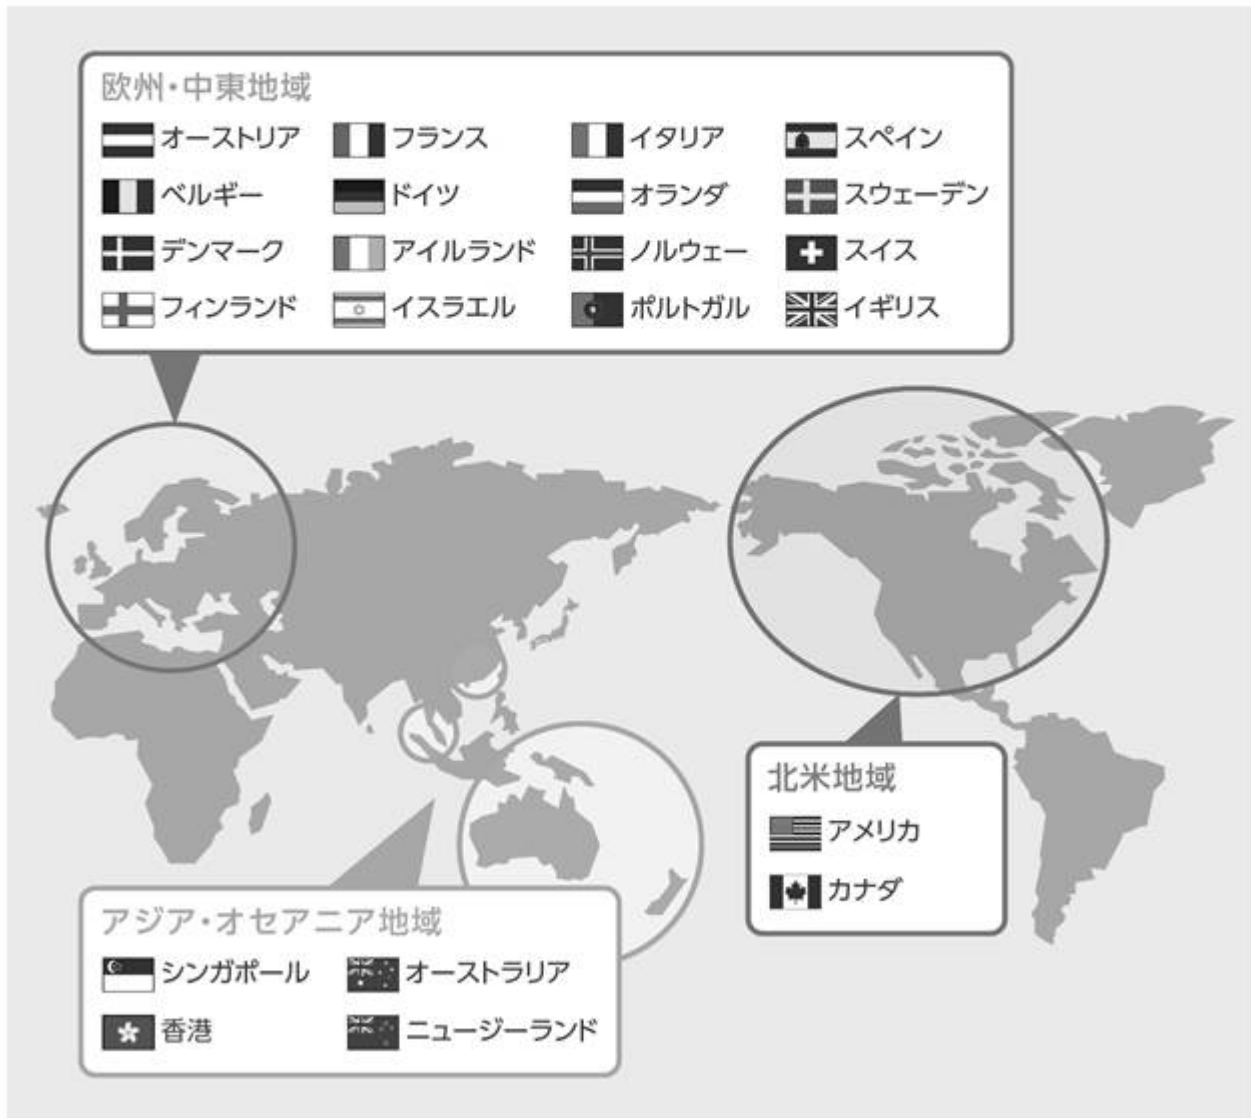 欧州・中東地域
オーストリア フランス イタリア スペイン
ベルギー ドイツ オランダ スウェーデン
デンマーク アイルランド ノルウェー スイス
フィンランド イスラエル ポルトガル イギリス
北米地域
アメリカ
カナダ
アジア・オセアニア地域
シンガポール オーストラリア
香港 ニュージーランド